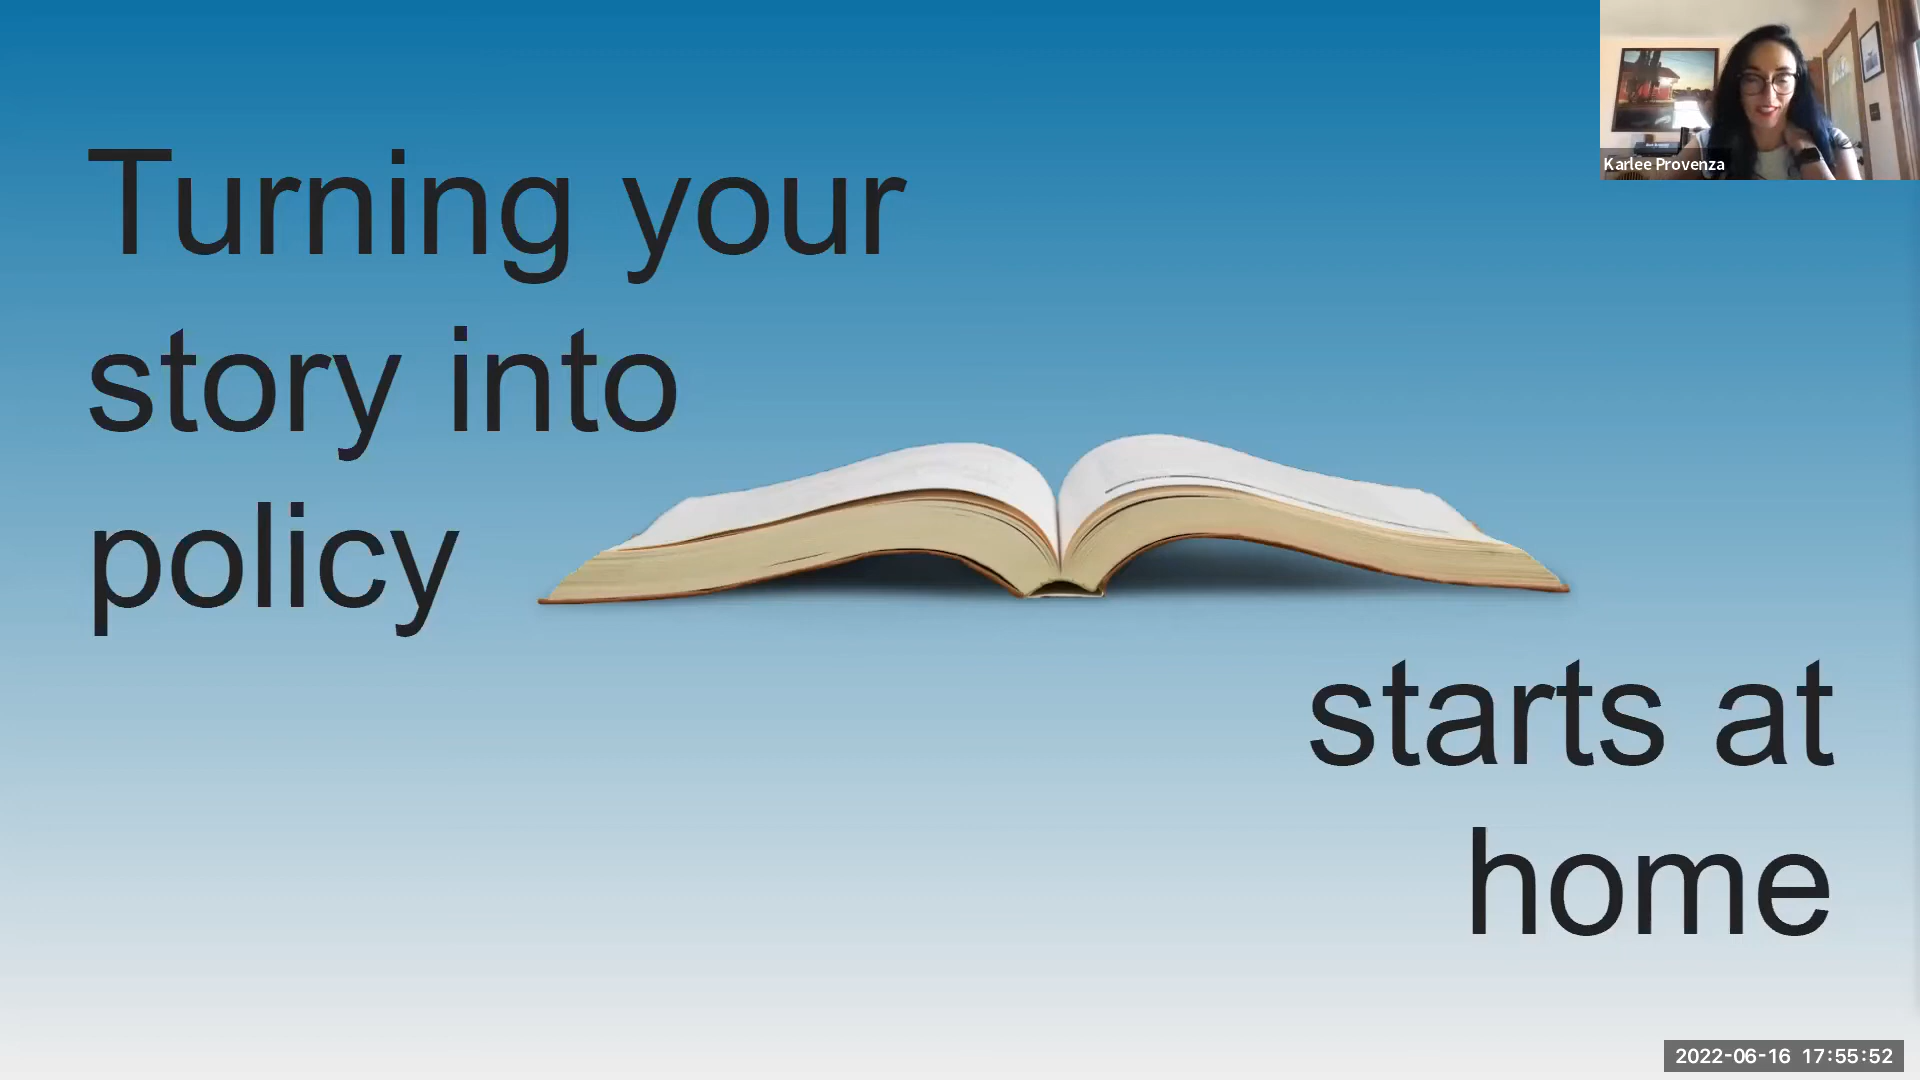 Karlee Provenza
Turning your
story into
policy
starts at
home
2022-06-16 17:55:52